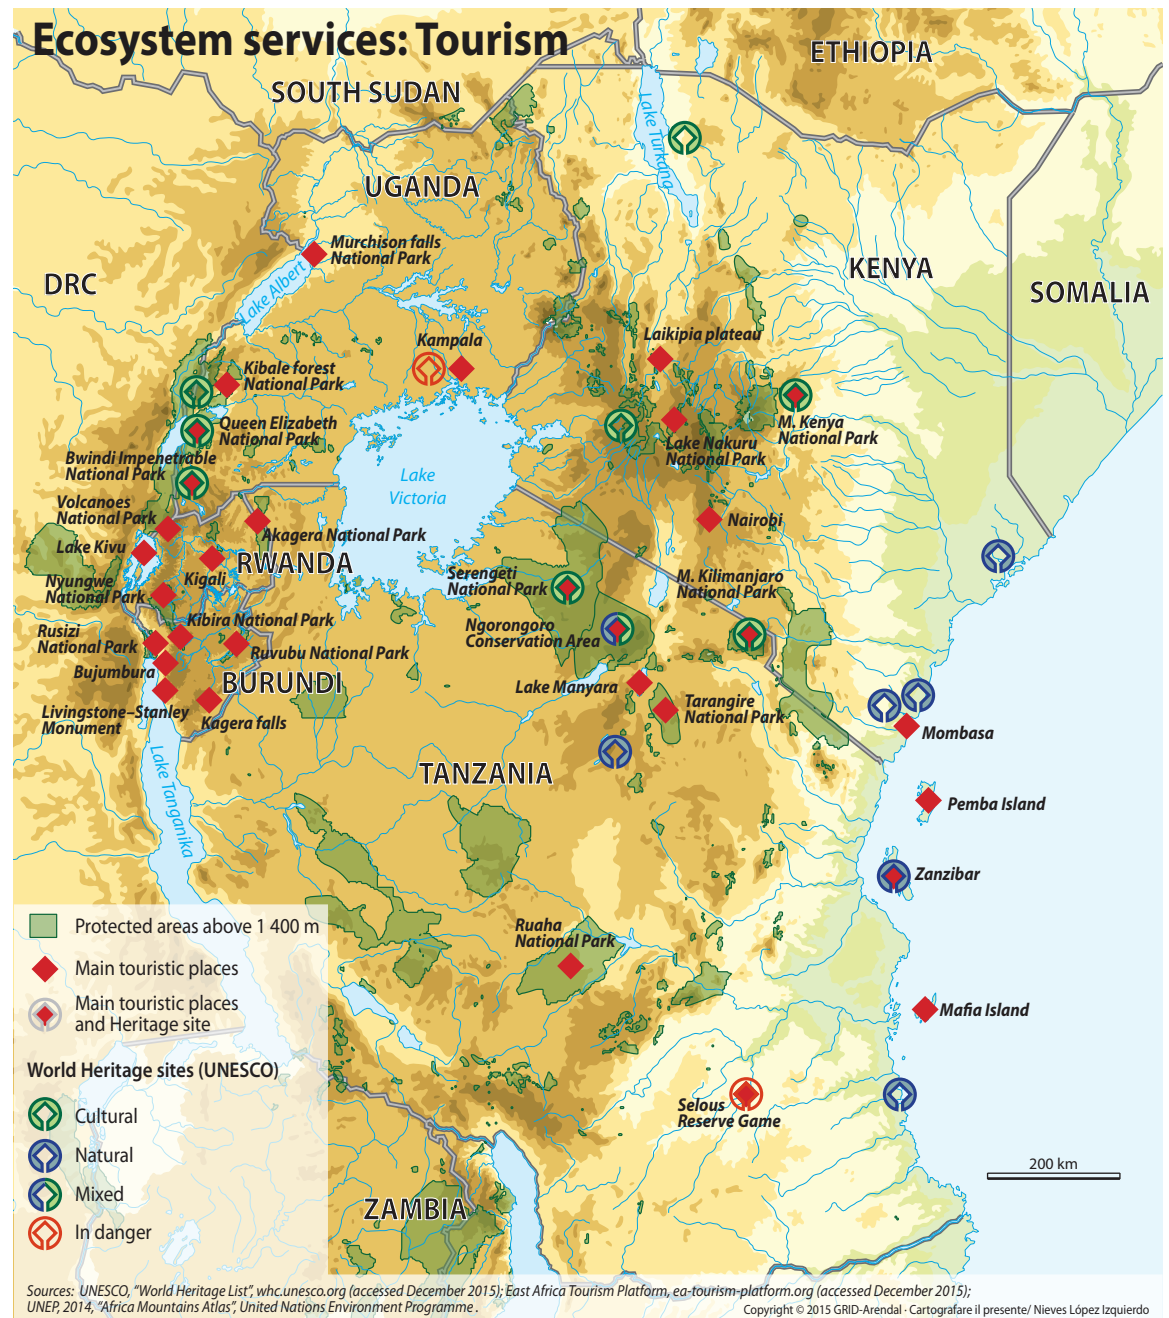 Ecosystem services: Tourism
ETHIOPIA
SOUTH SUDAN
Lake Turkana
UGANDA
Murchison falls
National Park
DRC
Lake Albert
KENYA
SOMALIA
Kampala
Laikipia plateau
Kibale forest
National Park
Queen Elizabeth
National Park
M. Kenya
National Park
Lake Nakuru
National Park
Bwindi Impenetrable
National Park
Lake
Victoria
Volcanoes
National Park
Akagera National Park
Nairobi
Lake Kivu
RWANDA
Kigali
Serengeti
National Park
M. Kilimanjaro
National Park
Nyungwe
National Park
Kibira National Park
Ngorongoro
Conservation Area
Rusizi
National Park
Ruvubu National Park
Bujumbura
BURUNDI
Lake Manyara
Livingstone–Stanley
Monument
Kagera falls
Tarangire
National Park
Mombasa
Lake Tanganika
TANZANIA
Pemba Island
Zanzibar
Ruaha
National Park
Mafia Island
Selous
Reserve Game
ZAMBIA
200 km
Protected areas above 1 400 m
Main touristic places
Main touristic places
and Heritage site
World Heritage sites (UNESCO)
Cultural
Natural
Mixed
In danger
Sources: UNESCO, “World Heritage List”, whc.unesco.org (accessed December 2015); East Africa Tourism Platform, ea-tourism-platform.org (accessed December 2015);
UNEP, 2014, “Africa Mountains Atlas”, United Nations Environment Programme .
Copyright © 2015 GRID-Arendal · Cartografare il presente/ Nieves López Izquierdo